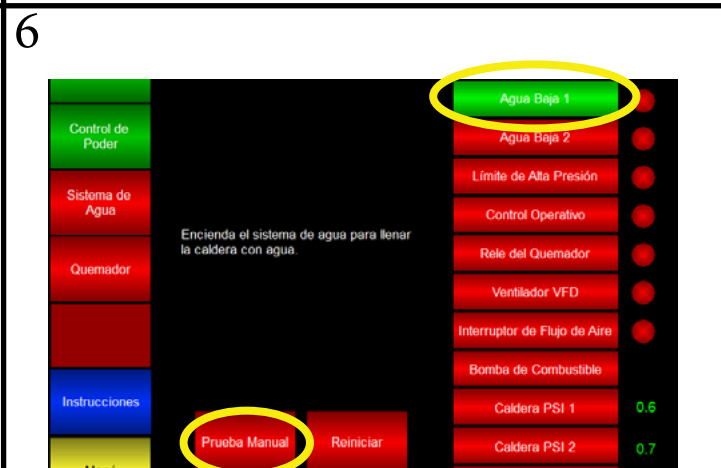 6
Control de
Poder
Sistema de
Agua
Quemador
Instrucciones
Encienda el sistema de agua para llenar
la caldera con agua.
Prueba Manual
Reiniciar
Agua Baja 1
Agua Baja 2
Límite de Alta Presión
Control Operativo
Rele del Quemador
Ventilador VFD
Interruptor de Flujo de Aire
Bomba de Combustible
Caldera PSI 1 0.6
Caldera PSI 2 0.7